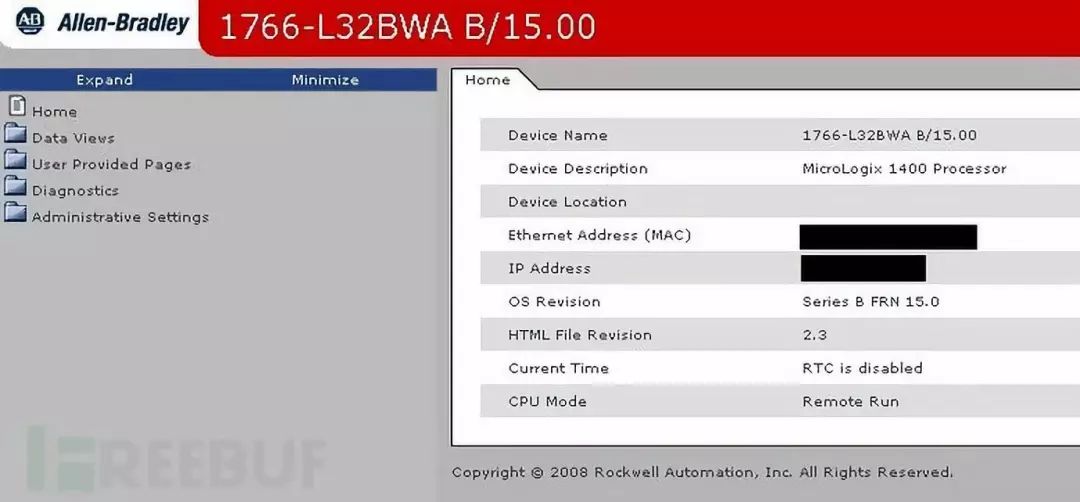 AB Allen-Bradley 1766-L32BWA B/15.00
Expand Minimize
Home
Data Views
User Provided Pages
Diagnostics
Administrative Settings
Home
Device Name 1766-L32BWA B/15.00
Device Description MicroLogix 1400 Processor
Device Location
Ethernet Address (MAC)
IP Address
OS Revision Series B FRN 15.0
HTML File Revision 2.3
Current Time RTC is disabled
CPU Mode Remote Run
Copyright © 2008 Rockwell Automation, Inc. All Rights Reserved.
FREEBUF